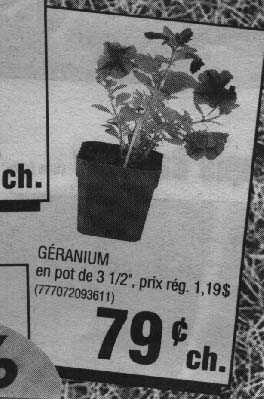 ch.
GÉRANIUM
en pot de 3 1/2", prix rég. 1,19$
(777072093611)
79¢
ch.
%